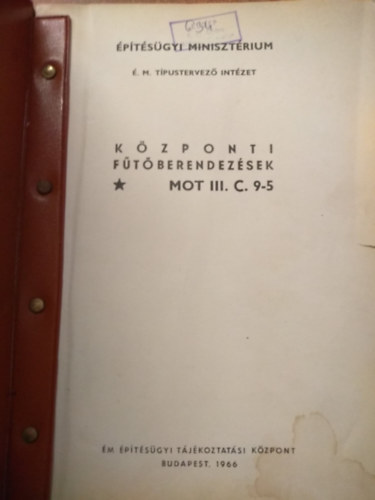 ÉPÍTÉSÜGYI MINISZTÉRIUM
É. M. TÍPUSTERVEZŐ INTÉZET
KÖZPONTI
FŰTŐBERENDEZÉSEK
★ MOT III. C. 9-5
ÉM ÉPÍTÉSÜGYI TÁJÉKOZTATÁSI KÖZPONT
BUDAPEST, 1966